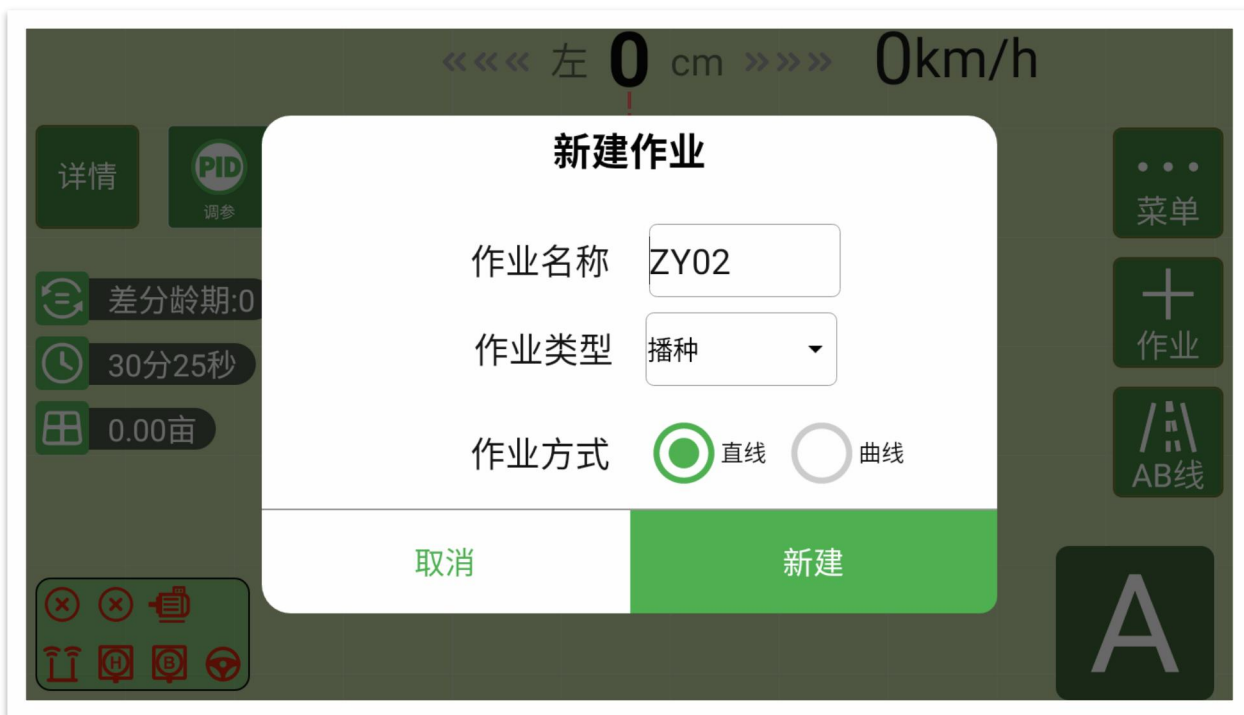 ««« 左 0 cm »»» 0km/h
新建作业
详情
PID
调参
菜单
作业名称 ZY02
差分龄期:0
作业
作业类型 播种
30分25秒
0.00亩
作业方式 直线 曲线
AB线
取消 新建
H B
A